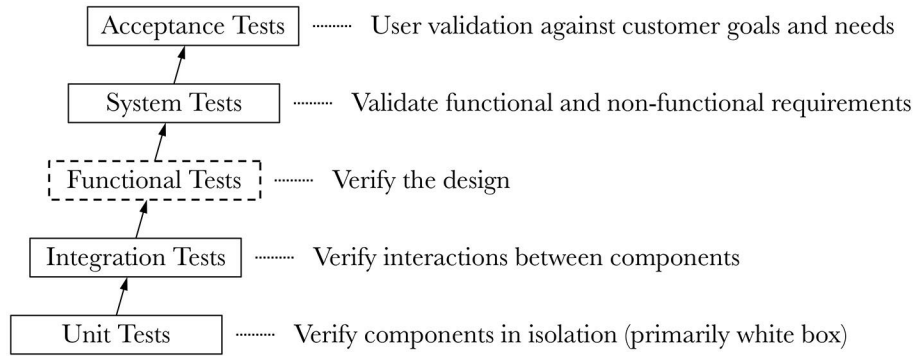 Acceptance Tests User validation against customer goals and needs
System Tests Validate functional and non-functional requirements
Functional Tests Verify the design
Integration Tests Verify interactions between components
Unit Tests Verify components in isolation (primarily white box)